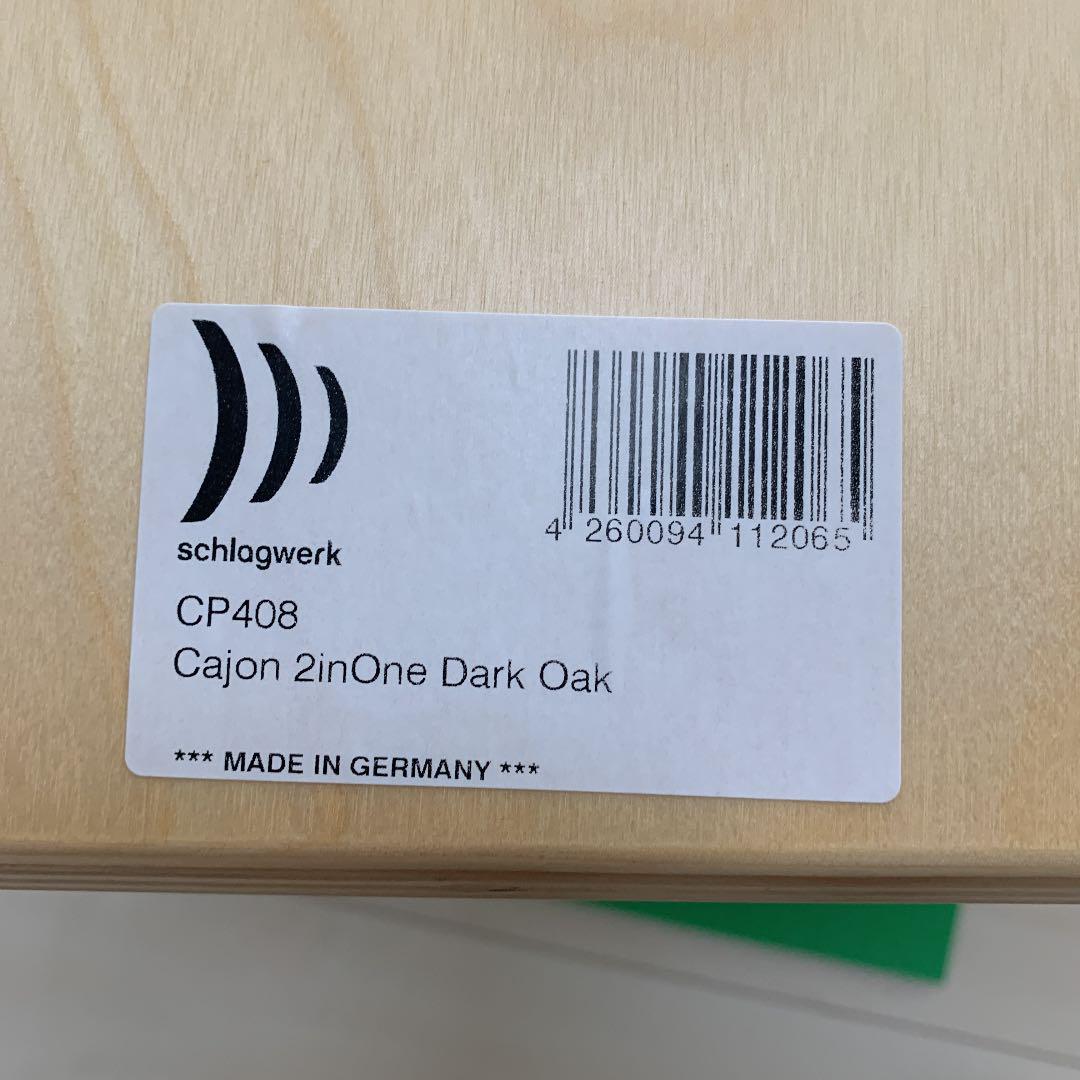 schlagwerk
4 260094 112065
CP408
Cajon 2inOne Dark Oak
*** MADE IN GERMANY ***